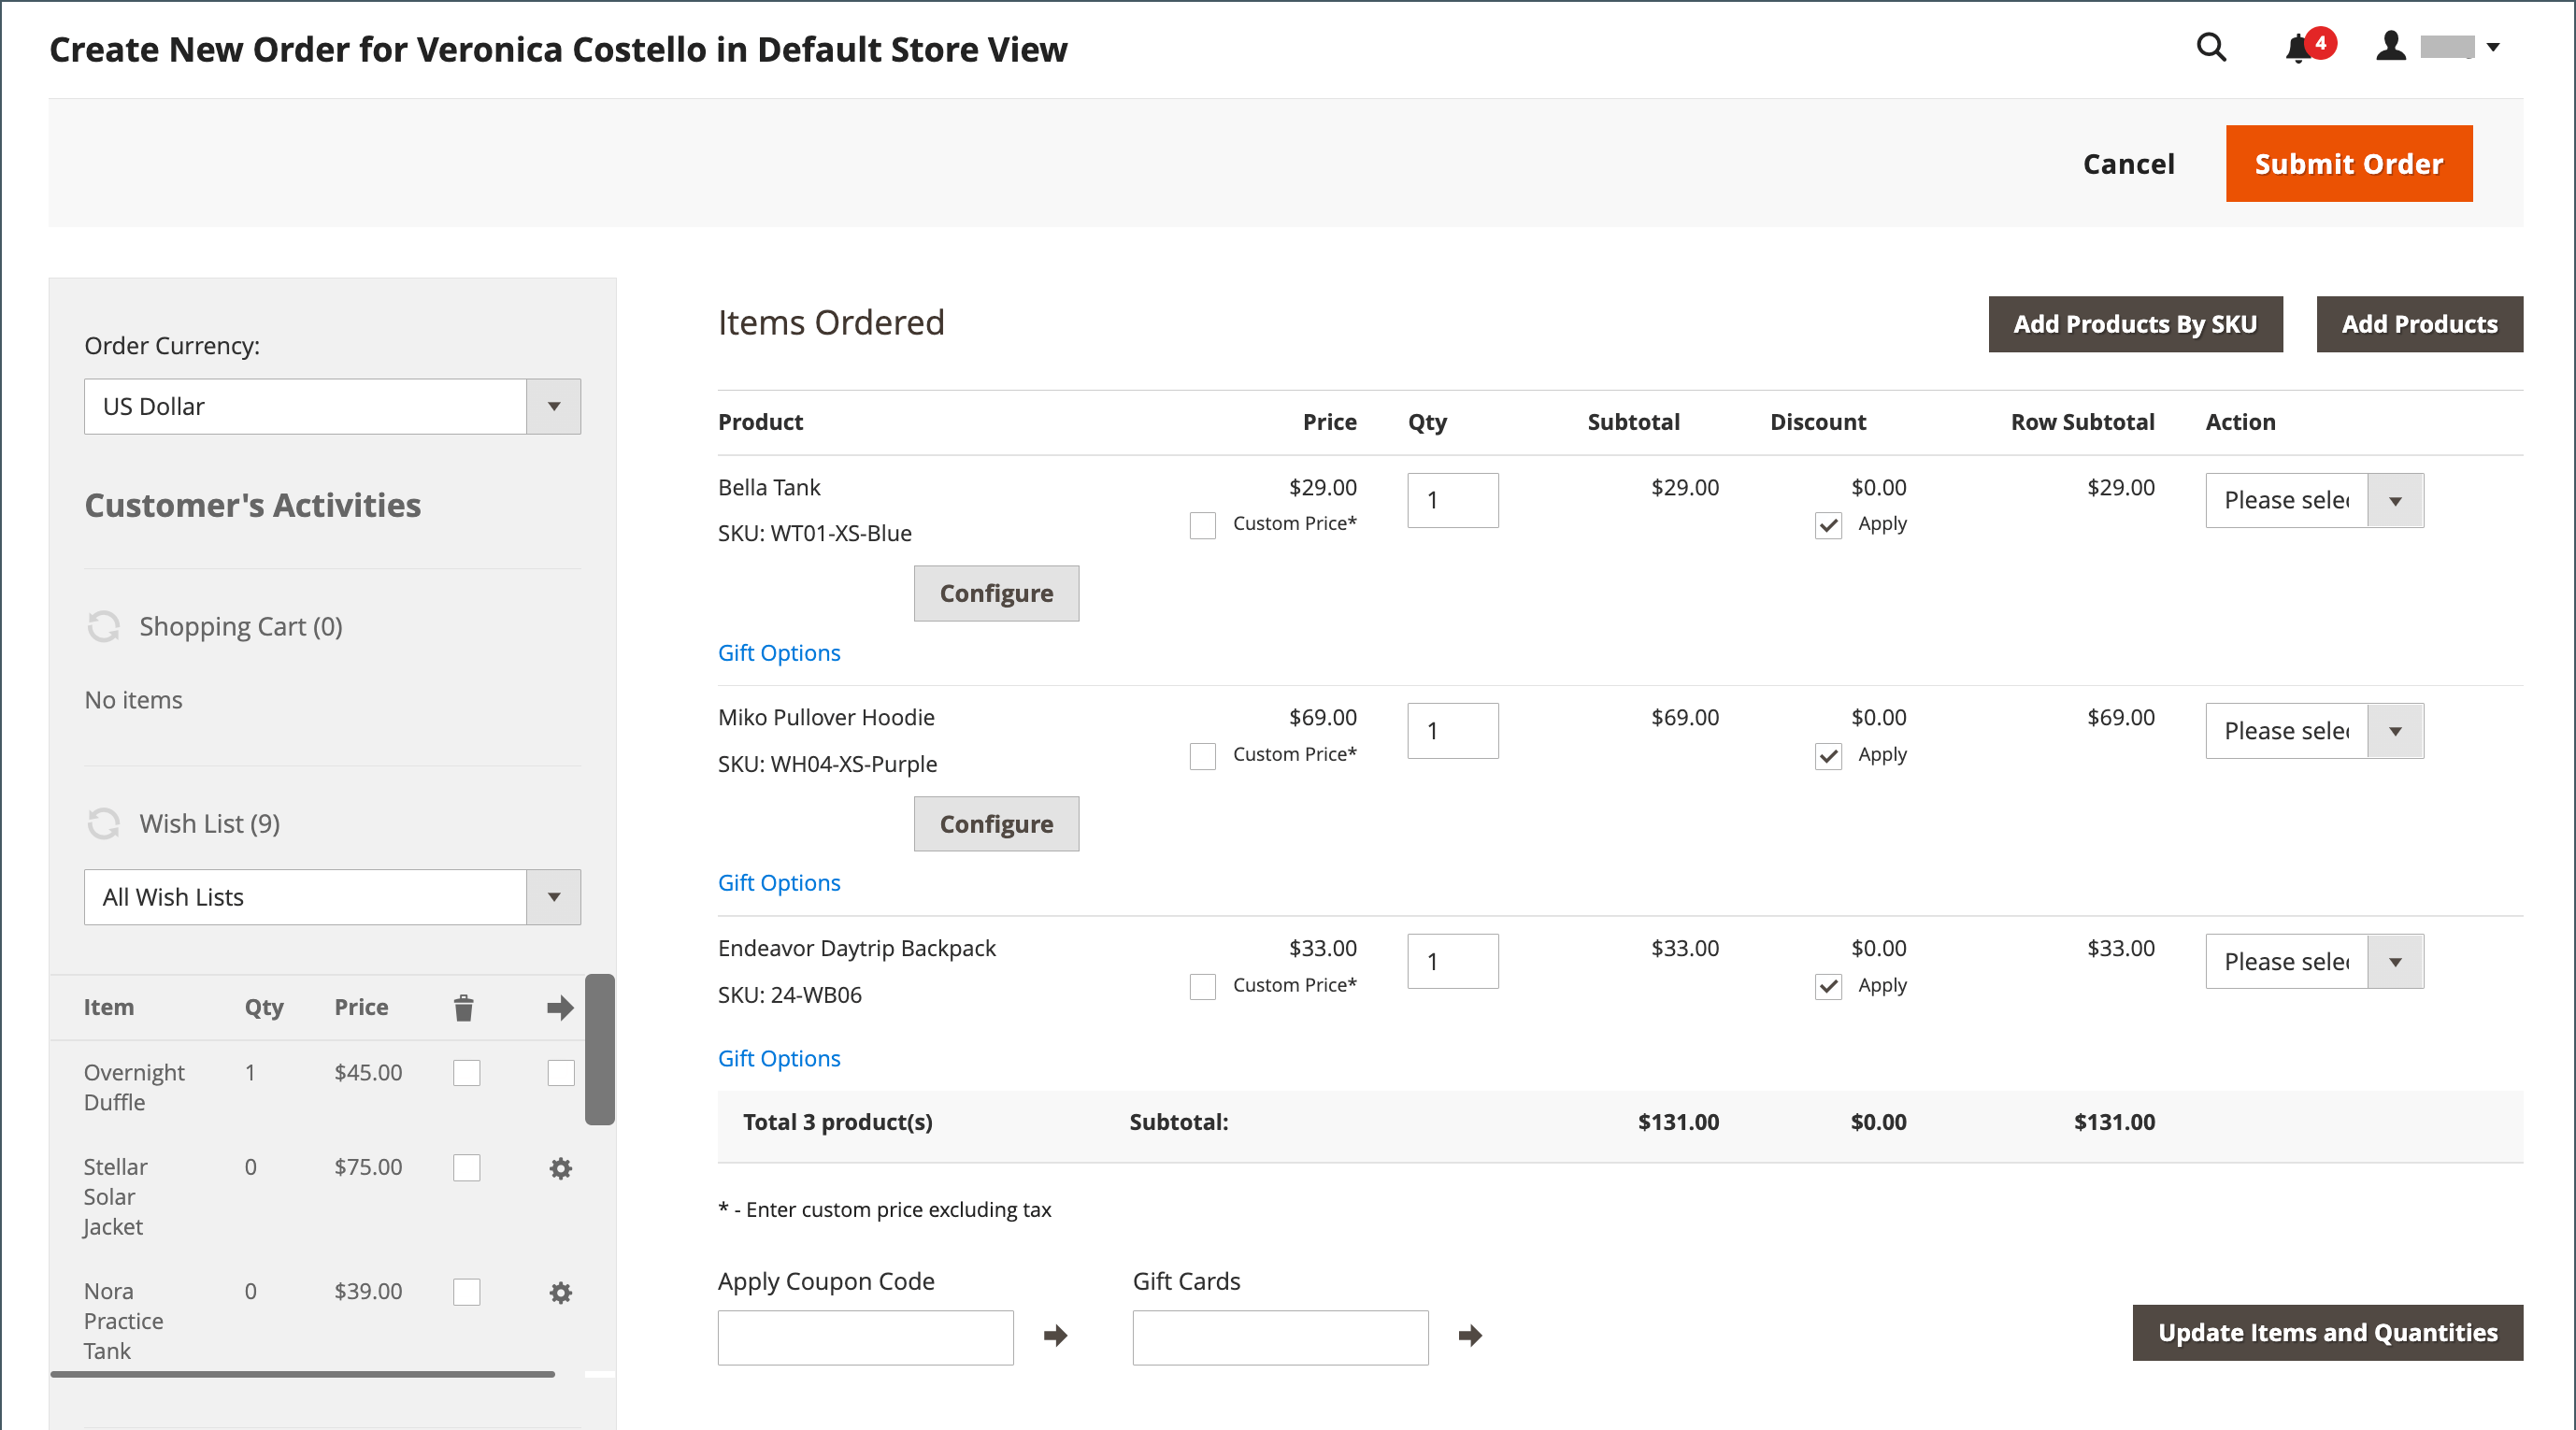 Create New Order for Veronica Costello in Default Store View
4
Cancel
Submit Order
Order Currency:
US Dollar
Customer's Activities
Shopping Cart (0)
No items
Wish List (9)
All Wish Lists
Item Qty Price
Overnight 1 $45.00
Duffle
Stellar 0 $75.00
Solar
Jacket
Nora 0 $39.00
Practice
Tank
Items Ordered
Add Products By SKU
Add Products
Product Price Qty Subtotal Discount Row Subtotal Action
Bella Tank $29.00 1 $29.00 $0.00 $29.00 Please selec
Custom Price* Apply
SKU: WT01-XS-Blue
Configure
Gift Options
Miko Pullover Hoodie $69.00 1 $69.00 $0.00 $69.00 Please selec
Custom Price* Apply
SKU: WH04-XS-Purple
Configure
Gift Options
Endeavor Daytrip Backpack $33.00 1 $33.00 $0.00 $33.00 Please selec
Custom Price* Apply
SKU: 24-WB06
Gift Options
Total 3 product(s) Subtotal: $131.00 $0.00 $131.00
* - Enter custom price excluding tax
Apply Coupon Code
Gift Cards
Update Items and Quantities